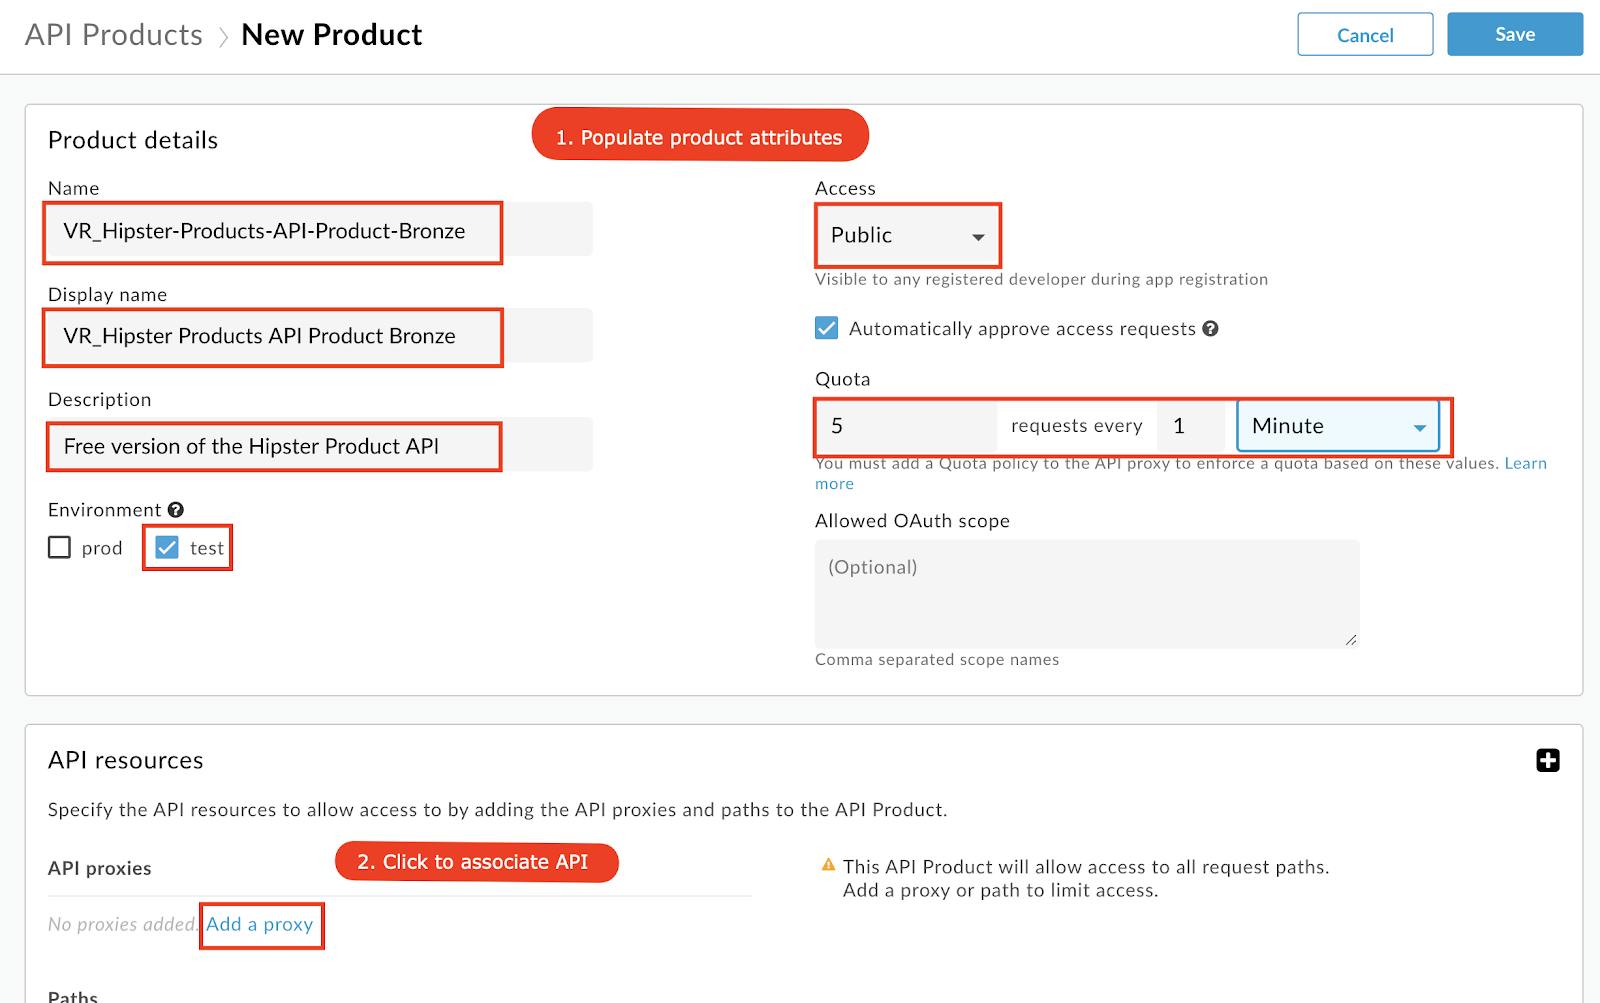 API Products > New Product
Cancel
Save
Product details
1. Populate product attributes
Name
VR_Hipster-Products-API-Product-Bronze
Display name
VR_Hipster Products API Product Bronze
Description
Free version of the Hipster Product API
Environment ?
prod
test
Access
Public
Visible to any registered developer during app registration
Automatically approve access requests ?
Quota
5 requests every 1 Minute
You must add a Quota policy to the API proxy to enforce a quota based on these values. Learn
more
Allowed OAuth scope
(Optional)
Comma separated scope names
API resources
Specify the API resources to allow access to by adding the API proxies and paths to the API Product.
API proxies
2. Click to associate API
No proxies added. Add a proxy
This API Product will allow access to all request paths.
Add a proxy or path to limit access.
Paths